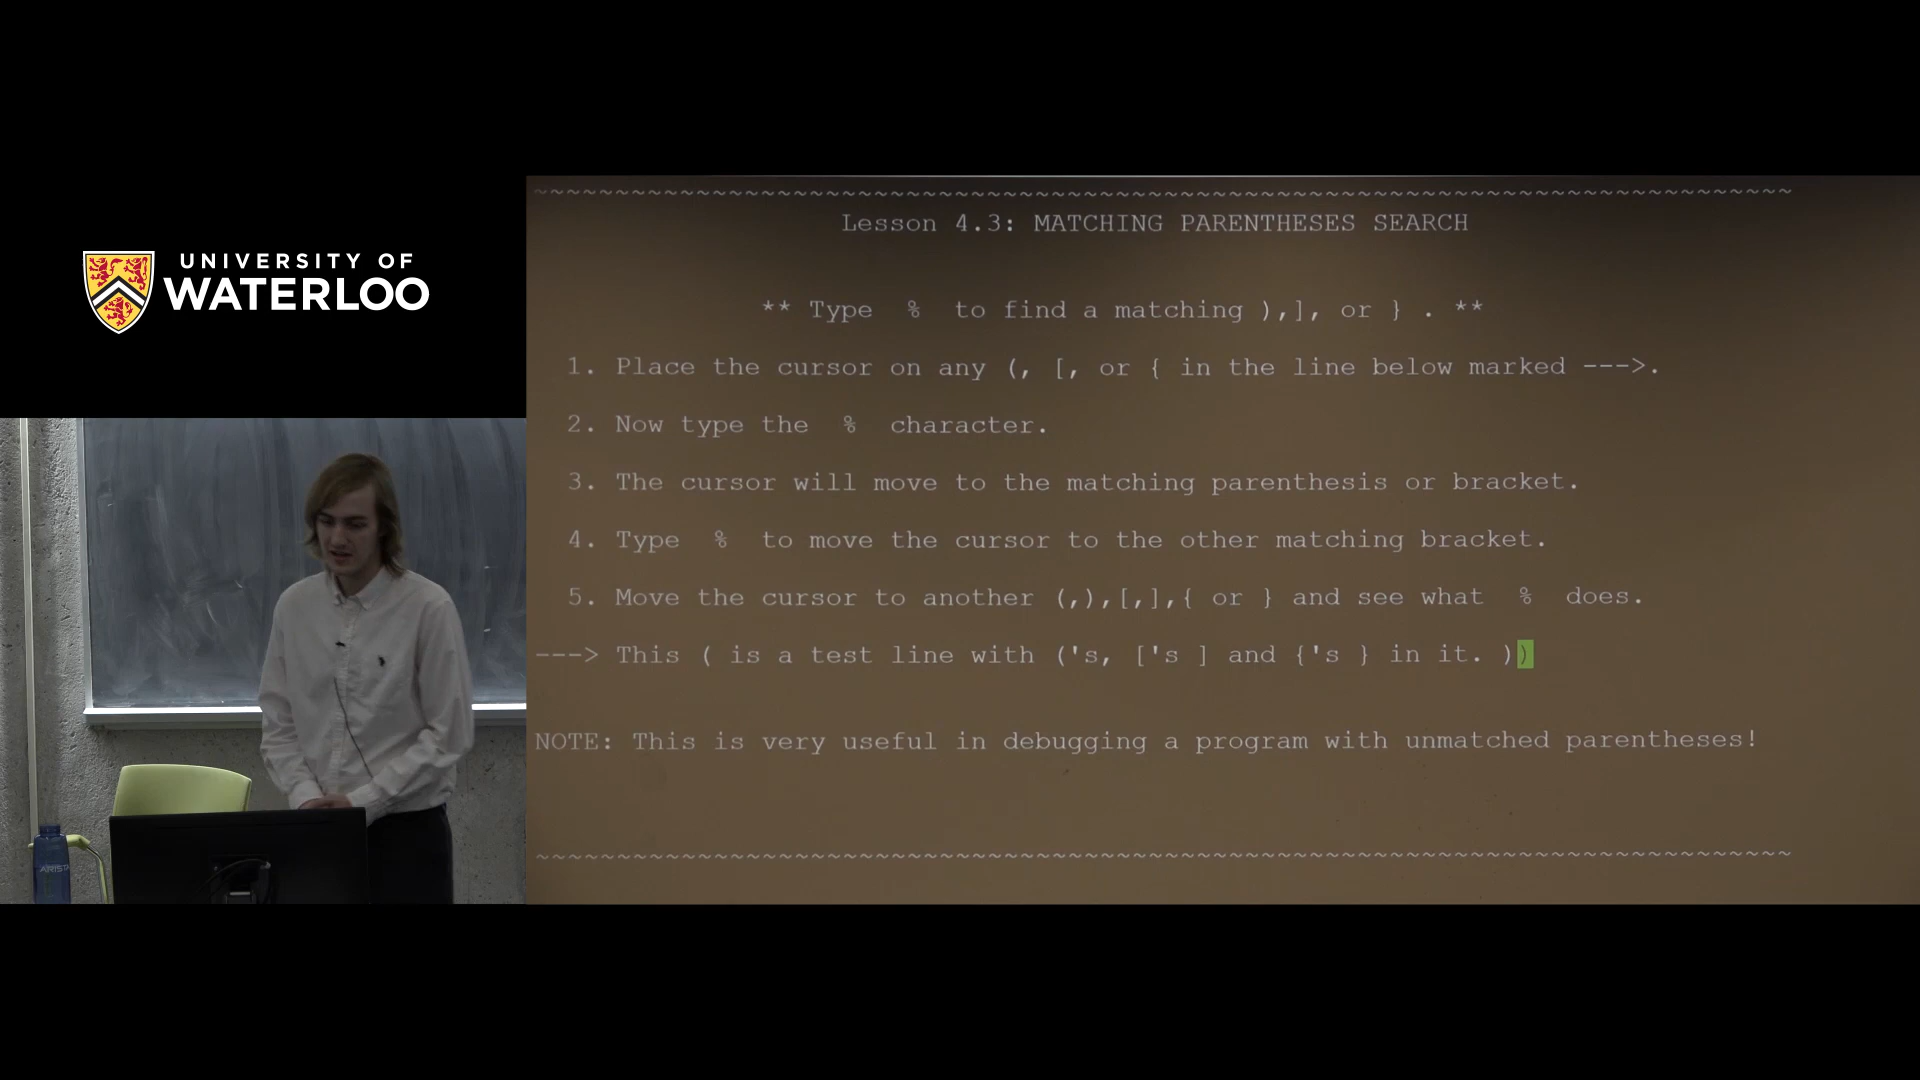 UNIVERSITY OF
WATERLOO
~~~~~~~~~~~~~~~~~~~~~~~~~~~~~~~~~~~~~~~~~~~~~~~~~~~~~~~~~~~~~~~~~~~~~~~~~~~~~~
Lesson 4.3: MATCHING PARENTHESES SEARCH
** Type % to find a matching ),], or } . **
1. Place the cursor on any (, [, or { in the line below marked --->.
2. Now type the % character.
3. The cursor will move to the matching parenthesis or bracket.
4. Type % to move the cursor to the other matching bracket.
5. Move the cursor to another (,),[,],{ or } and see what % does.
---> This ( is a test line with ('s, ['s ] and {'s } in it. ))
NOTE: This is very useful in debugging a program with unmatched parentheses!
~~~~~~~~~~~~~~~~~~~~~~~~~~~~~~~~~~~~~~~~~~~~~~~~~~~~~~~~~~~~~~~~~~~~~~~~~~~~~~
ARISTA